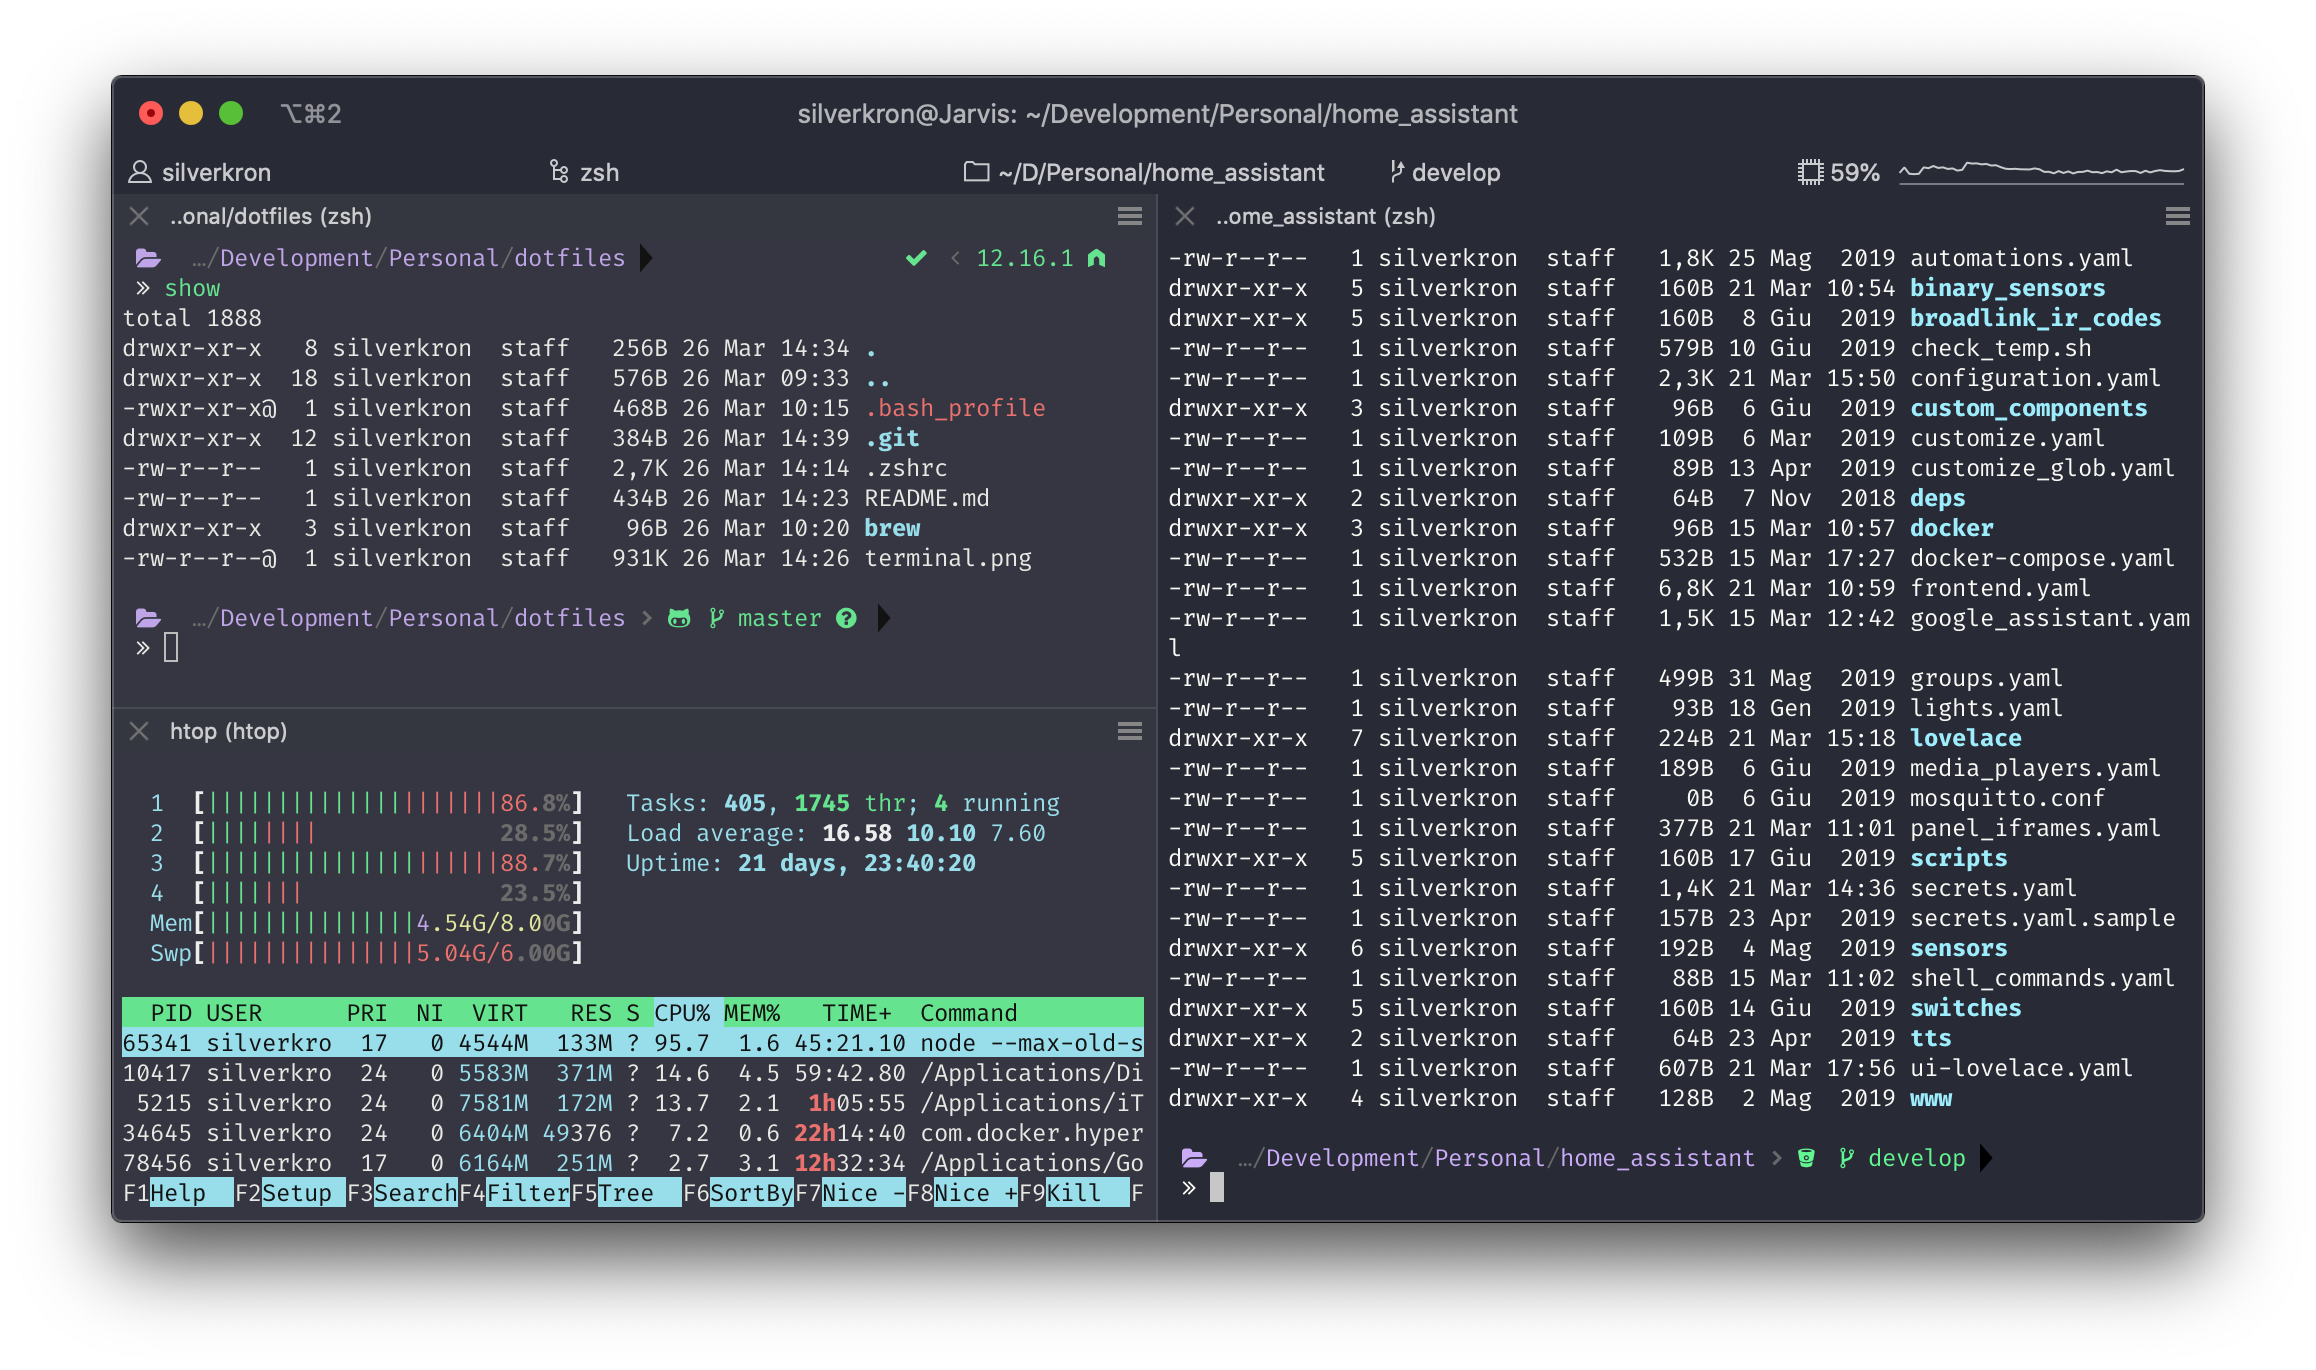 ⌥⌘2 silverkron@Jarvis: ~/Development/Personal/home_assistant
silverkron zsh ~/D/Personal/home_assistant develop 59%
..onal/dotfiles (zsh)
…/Development/Personal/dotfiles ✔ < 12.16.1
» show
total 1888
drwxr-xr-x   8 silverkron  staff   256B 26 Mar 14:34 .
drwxr-xr-x  18 silverkron  staff   576B 26 Mar 09:33 ..
-rwxr-xr-x@  1 silverkron  staff   468B 26 Mar 10:15 .bash_profile
drwxr-xr-x  12 silverkron  staff   384B 26 Mar 14:39 .git
-rw-r--r--   1 silverkron  staff   2,7K 26 Mar 14:14 .zshrc
-rw-r--r--   1 silverkron  staff   434B 26 Mar 14:23 README.md
drwxr-xr-x   3 silverkron  staff    96B 26 Mar 10:20 brew
-rw-r--r--@  1 silverkron  staff   931K 26 Mar 14:26 terminal.png
…/Development/Personal/dotfiles > master ?
»
htop (htop)
1 [||||||||||||||||||||86.8%] Tasks: 405, 1745 thr; 4 running
2 [|||||||| 28.5%] Load average: 16.58 10.10 7.60
3 [||||||||||||||||||||88.7%] Uptime: 21 days, 23:40:20
4 [||||||| 23.5%]
Mem[|||||||||||||||4.54G/8.00G]
Swp[|||||||||||||||5.04G/6.00G]
PID USER PRI NI VIRT RES S CPU% MEM% TIME+ Command
65341 silverkro 17 0 4544M 133M ? 95.7 1.6 45:21.10 node --max-old-s
10417 silverkro 24 0 5583M 371M ? 14.6 4.5 59:42.80 /Applications/Di
5215 silverkro 24 0 7581M 172M ? 13.7 2.1 1h05:55 /Applications/iT
34645 silverkro 24 0 6404M 49376 ? 7.2 0.6 22h14:40 com.docker.hyper
78456 silverkro 17 0 6164M 251M ? 2.7 3.1 12h32:34 /Applications/Go
F1Help F2Setup F3SearchF4FilterF5Tree F6SortByF7Nice -F8Nice +F9Kill F
..ome_assistant (zsh)
-rw-r--r--   1 silverkron  staff   1,8K 25 Mag  2019 automations.yaml
drwxr-xr-x   5 silverkron  staff   160B 21 Mar 10:54 binary_sensors
drwxr-xr-x   5 silverkron  staff   160B  8 Giu  2019 broadlink_ir_codes
-rw-r--r--   1 silverkron  staff   579B 10 Giu  2019 check_temp.sh
-rw-r--r--   1 silverkron  staff   2,3K 21 Mar 15:50 configuration.yaml
drwxr-xr-x   3 silverkron  staff    96B  6 Giu  2019 custom_components
-rw-r--r--   1 silverkron  staff   109B  6 Mar  2019 customize.yaml
-rw-r--r--   1 silverkron  staff    89B 13 Apr  2019 customize_glob.yaml
drwxr-xr-x   2 silverkron  staff    64B  7 Nov  2018 deps
drwxr-xr-x   3 silverkron  staff    96B 15 Mar 10:57 docker
-rw-r--r--   1 silverkron  staff   532B 15 Mar 17:27 docker-compose.yaml
-rw-r--r--   1 silverkron  staff   6,8K 21 Mar 10:59 frontend.yaml
-rw-r--r--   1 silverkron  staff   1,5K 15 Mar 12:42 google_assistant.yam
l
-rw-r--r--   1 silverkron  staff   499B 31 Mag  2019 groups.yaml
-rw-r--r--   1 silverkron  staff    93B 18 Gen  2019 lights.yaml
drwxr-xr-x   7 silverkron  staff   224B 21 Mar 15:18 lovelace
-rw-r--r--   1 silverkron  staff   189B  6 Giu  2019 media_players.yaml
-rw-r--r--   1 silverkron  staff     0B  6 Giu  2019 mosquitto.conf
-rw-r--r--   1 silverkron  staff   377B 21 Mar 11:01 panel_iframes.yaml
drwxr-xr-x   5 silverkron  staff   160B 17 Giu  2019 scripts
-rw-r--r--   1 silverkron  staff   1,4K 21 Mar 14:36 secrets.yaml
-rw-r--r--   1 silverkron  staff   157B 23 Apr  2019 secrets.yaml.sample
drwxr-xr-x   6 silverkron  staff   192B  4 Mag  2019 sensors
-rw-r--r--   1 silverkron  staff    88B 15 Mar 11:02 shell_commands.yaml
drwxr-xr-x   5 silverkron  staff   160B 14 Giu  2019 switches
drwxr-xr-x   2 silverkron  staff    64B 23 Apr  2019 tts
-rw-r--r--   1 silverkron  staff   607B 21 Mar 17:56 ui-lovelace.yaml
drwxr-xr-x   4 silverkron  staff   128B  2 Mag  2019 www
…/Development/Personal/home_assistant > develop
»